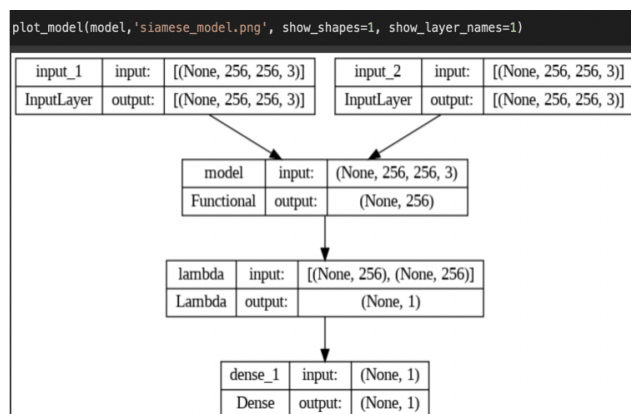 plot_model(model,'siamese_model.png', show_shapes=1, show_layer_names=1)
input_1 input: [(None, 256, 256, 3)]
InputLayer output: [(None, 256, 256, 3)]
input_2 input: [(None, 256, 256, 3)]
InputLayer output: [(None, 256, 256, 3)]
model input: (None, 256, 256, 3)
Functional output: (None, 256)
lambda input: [(None, 256), (None, 256)]
Lambda output: (None, 1)
dense_1 input: (None, 1)
Dense output: (None, 1)